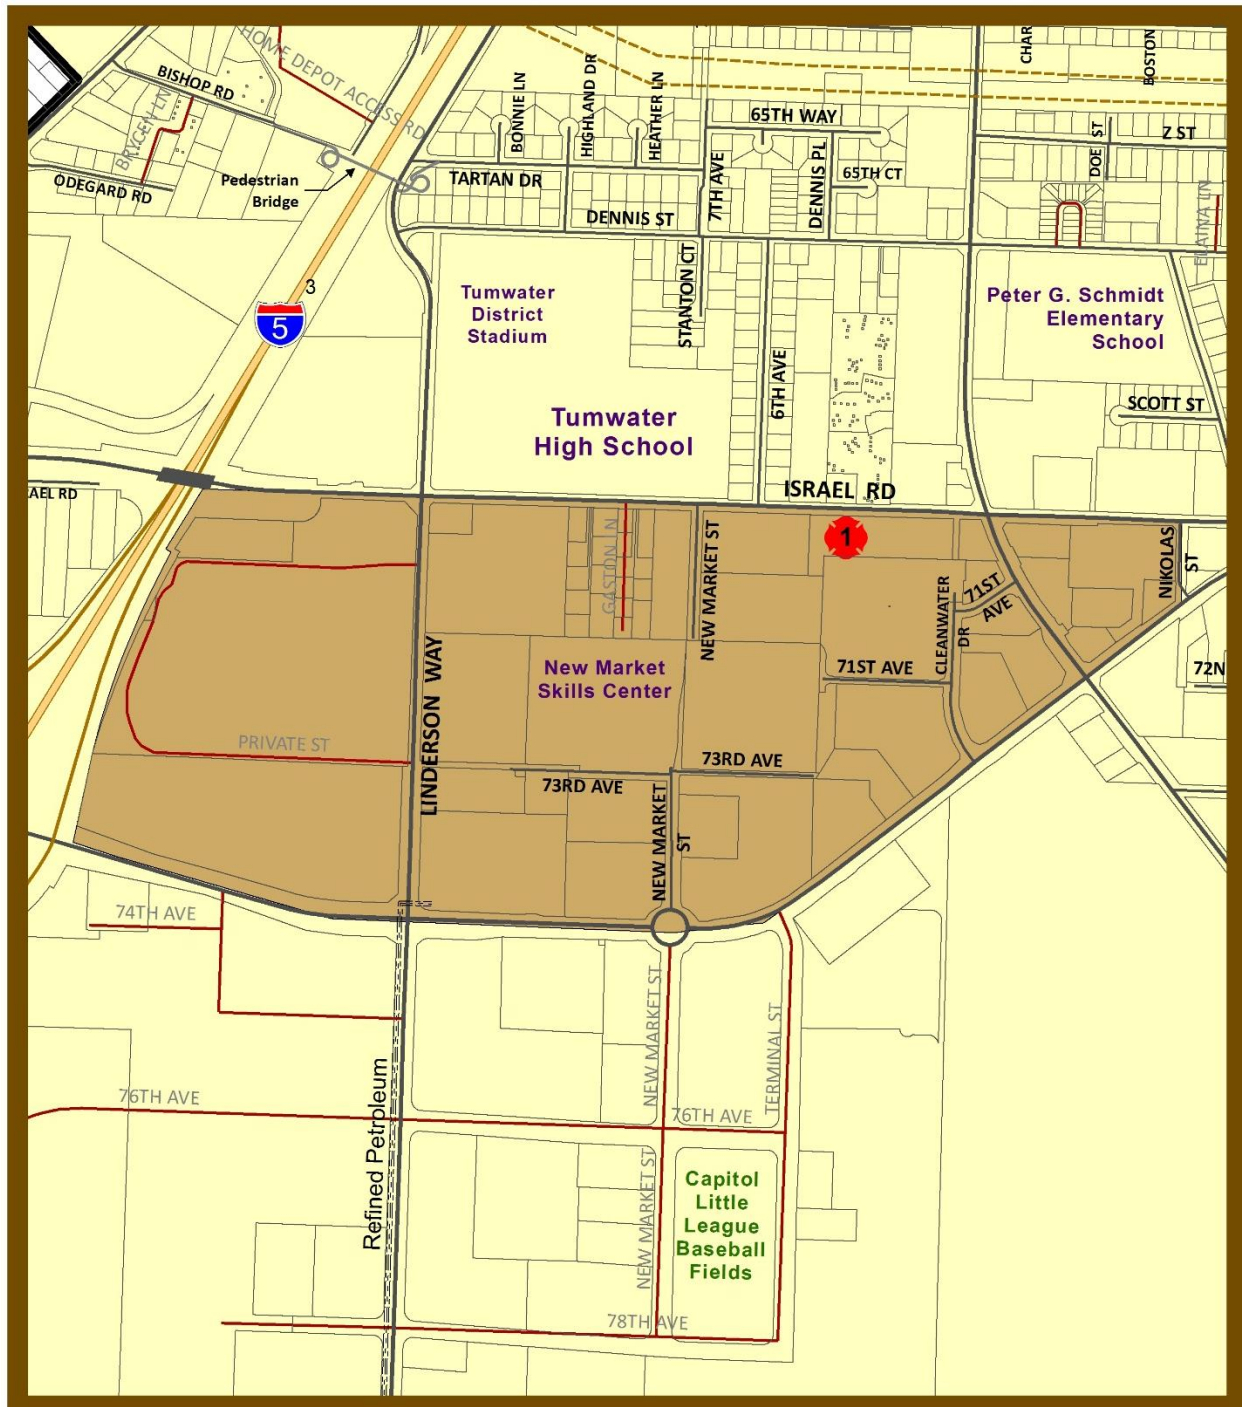 HOME DEPOT ACCESS RD
BISHOP RD
BRYCEN LN
ODEGARD RD
Pedestrian
Bridge
BONNIE LN
HIGHLAND DR
HEATHER LN
TARTAN DR
DENNIS ST
7TH AVE
65TH WAY
DENNIS PL
65TH CT
CHAR
BOSTON
Z ST
DOE ST
ELAINA LN
3
5
Tumwater
District
Stadium
STANTON CT
6TH AVE
Peter G. Schmidt
Elementary
School
SCOTT ST
Tumwater
High School
AEL RD
ISRAEL RD
1
GASTON LN
NEW MARKET ST
NIKOLAS
ST
71ST
AVE
CLEANWATER
DR
71ST AVE
72N
LINDERSON WAY
New Market
Skills Center
PRIVATE ST
73RD AVE
73RD AVE
NEW MARKET
ST
74TH AVE
NEW MARKET ST
TERMINAL ST
76TH AVE
76TH AVE
Refined Petroleum
NEW MARKET ST
Capitol
Little
League
Baseball
Fields
78TH AVE